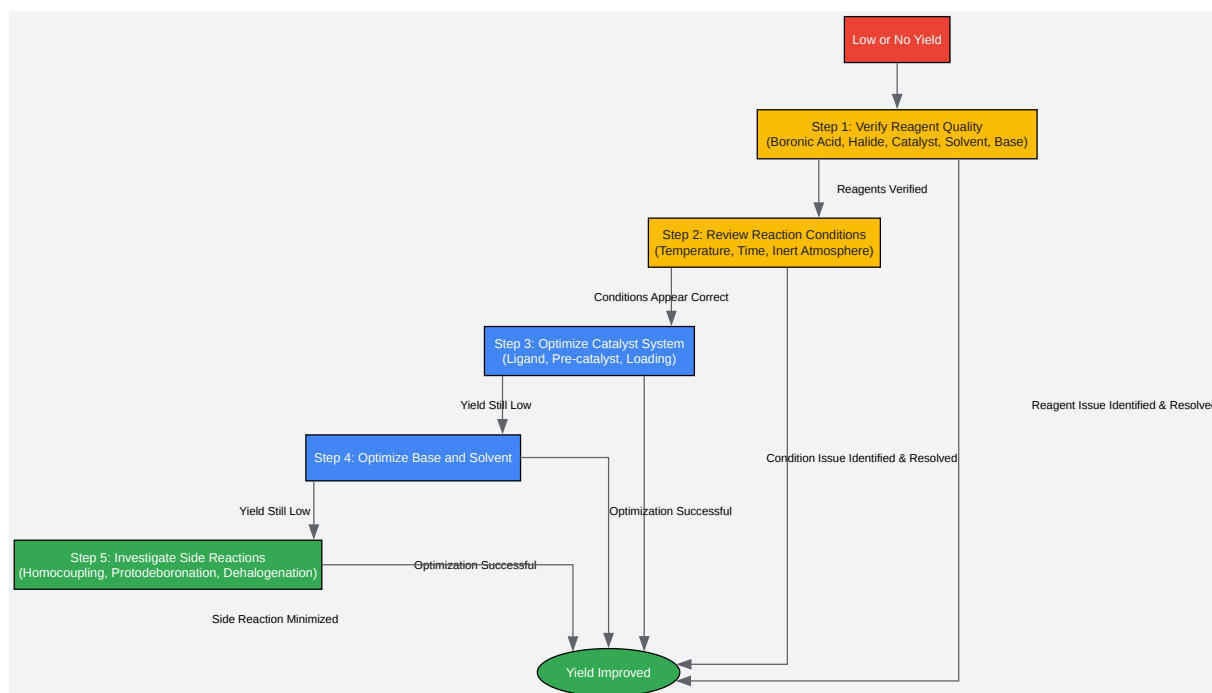 Low or No Yield
Step 1: Verify Reagent Quality
(Boronic Acid, Halide, Catalyst, Solvent, Base)
Reagents Verified
Step 2: Review Reaction Conditions
(Temperature, Time, Inert Atmosphere)
Conditions Appear Correct
Step 3: Optimize Catalyst System
(Ligand, Pre-catalyst, Loading)
Yield Still Low
Reagent Issue Identified & Resolved
Step 4: Optimize Base and Solvent
Condition Issue Identified & Resolved
Yield Still Low
Optimization Successful
Step 5: Investigate Side Reactions
(Homocoupling, Protodeboronation, Dehalogenation)
Optimization Successful
Side Reaction Minimized
Yield Improved